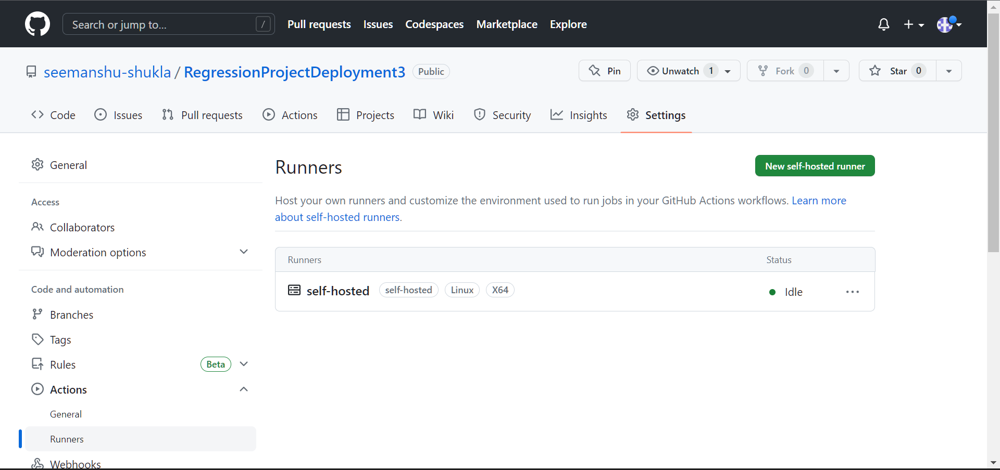 Search or jump to... /
Pull requests Issues Codespaces Marketplace Explore
seemanshu-shukla / RegressionProjectDeployment3 Public
Pin Unwatch 1 Fork 0 Star 0
Code Issues Pull requests Actions Projects Wiki Security Insights Settings
General
Access
Collaborators
Moderation options
Code and automation
Branches
Tags
Rules Beta
Actions
General
Runners
Webhooks
Runners
New self-hosted runner
Host your own runners and customize the environment used to run jobs in your GitHub Actions workflows. Learn more
about self-hosted runners.
Runners Status
self-hosted self-hosted Linux X64 Idle